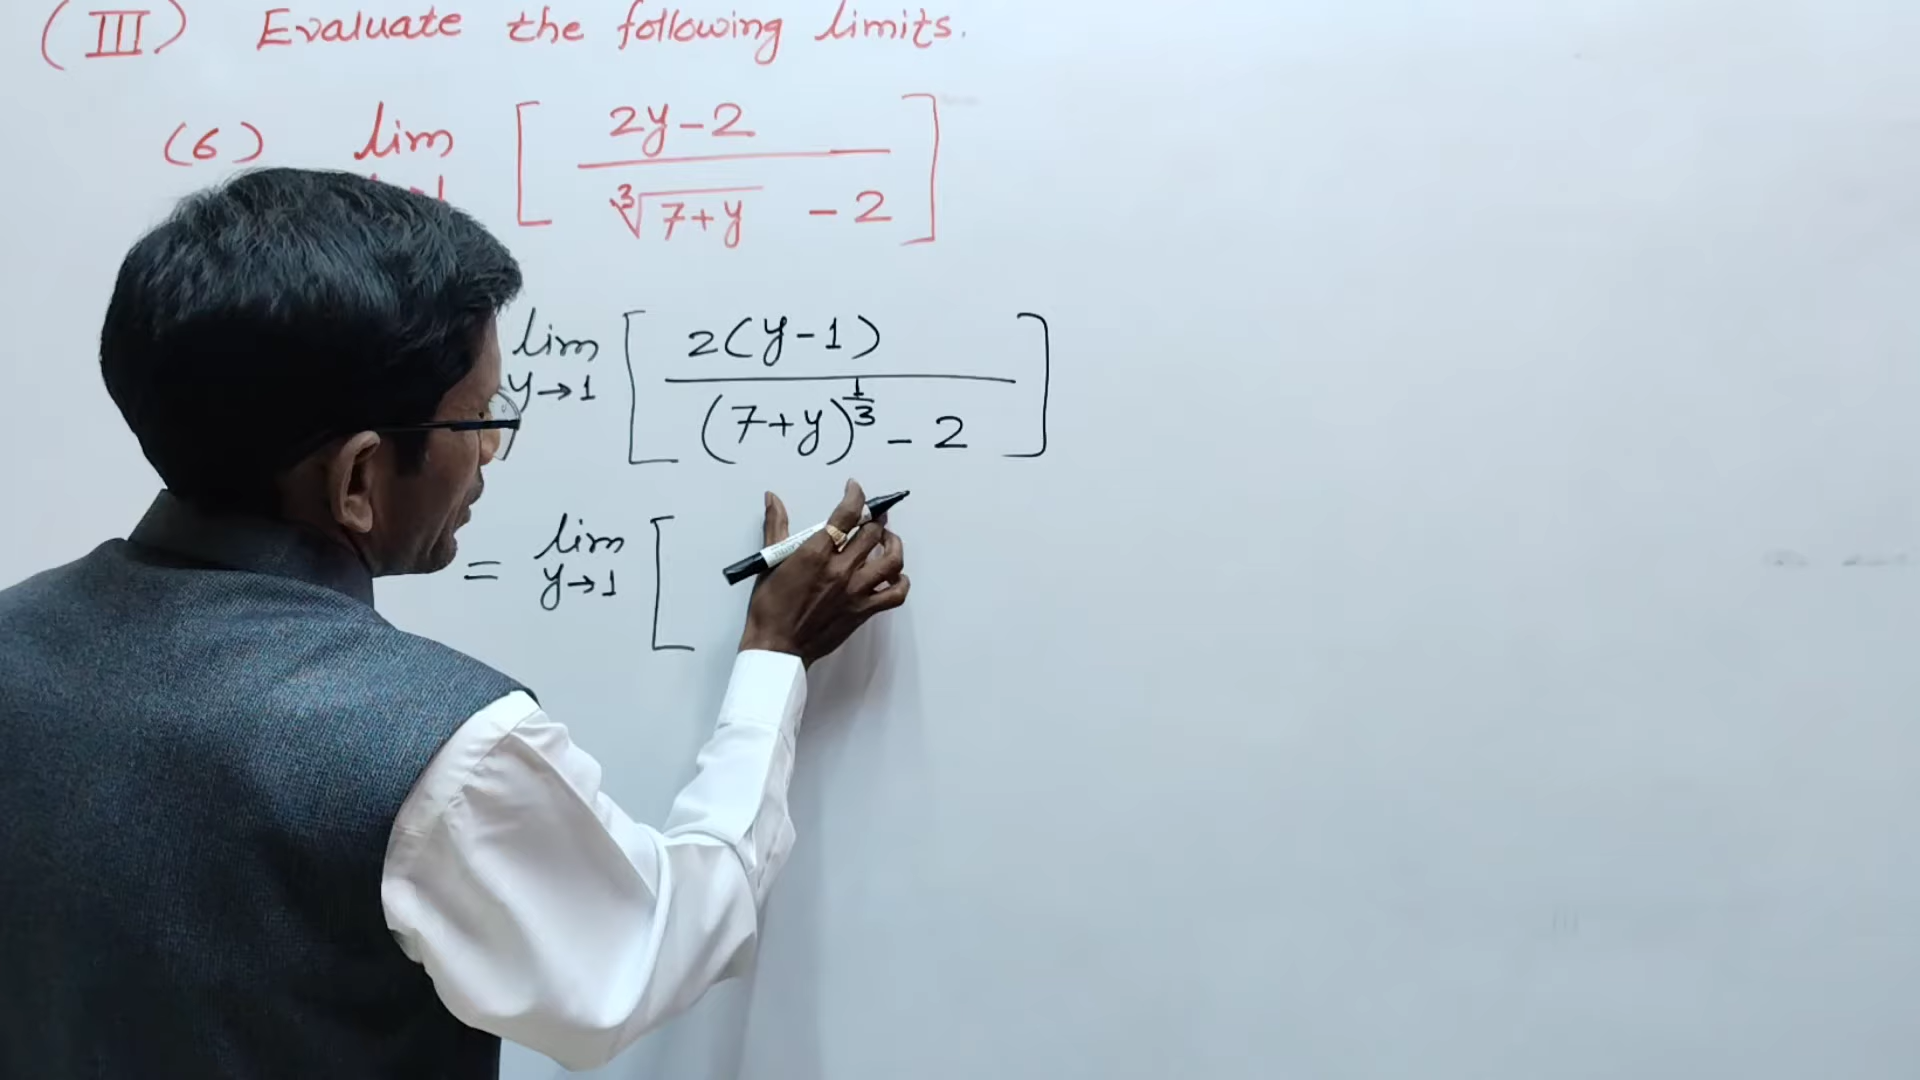 (III) Evaluate the following limits.
(6) lim [ 2y-2 / ∛7+y - 2 ]
lim y→1 [ 2(y-1) / (7+y)^1/3 - 2 ]
= lim y→1 [